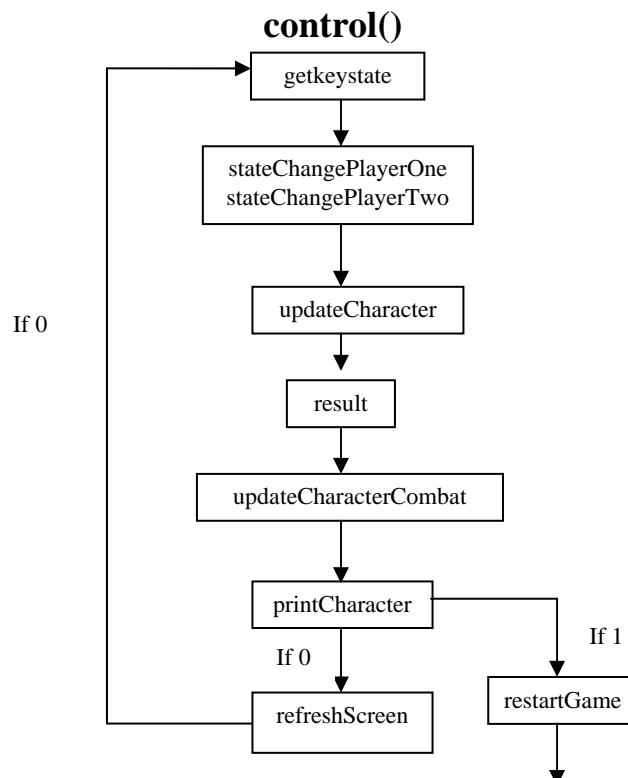 control()
getkeystate
stateChangePlayerOne
stateChangePlayerTwo
updateCharacter
If 0
result
updateCharacterCombat
printCharacter
If 1
If 0
restartGame
refreshScreen